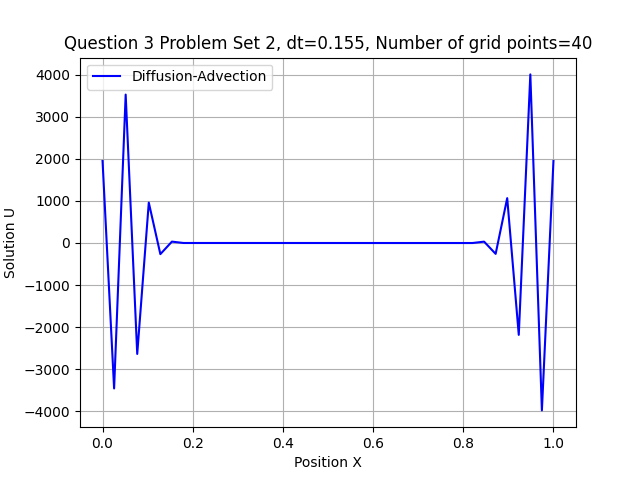 Question 3 Problem Set 2, dt=0.155, Number of grid points=40
Diffusion-Advection
4000
3000
2000
1000
0
−1000
−2000
−3000
−4000
Solution U
0.0 0.2 0.4 0.6 0.8 1.0
Position X